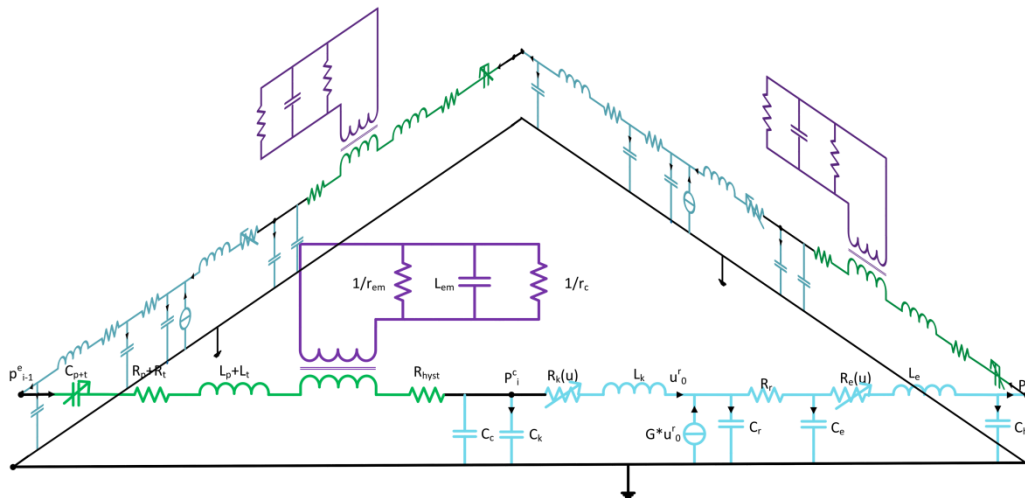 1/r_em L_em 1/r_c
p^e_i-1 C_p+t R_p+R_t L_p+L_t R_hyst P^c_i R_k(u) L_k u^r_0 R_r R_e(u) L_e p
C_c C_k G*u^r_0 C_r C_e C_h